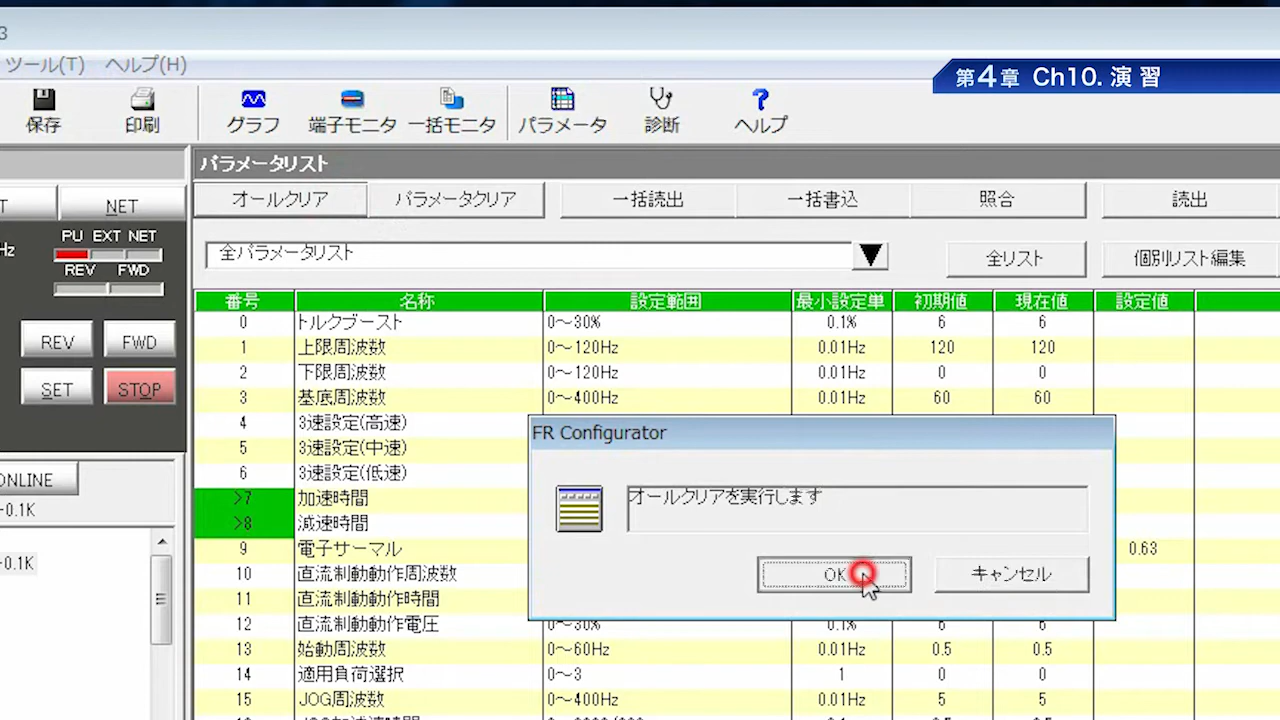 3
ツール(T) ヘルプ(H)
第4章 Ch10. 演習
保存 印刷 グラフ 端子モニタ 一括モニタ パラメータ 診断 ヘルプ
パラメータリスト
オールクリア パラメータクリア 一括読出 一括書込 照合 読出
T NET
Hz PU EXT NET
REV FWD
全パラメータリスト 全リスト 個別リスト編集
REV FWD
SET STOP
ONLINE
-0.1K
-0.1K
番号 名称 設定範囲 最小設定単 初期値 現在値 設定値
0 トルクブースト 0～30% 0.1% 6 6
1 上限周波数 0～120Hz 0.01Hz 120 120
2 下限周波数 0～120Hz 0.01Hz 0 0
3 基底周波数 0～400Hz 0.01Hz 60 60
4 3速設定(高速)
5 3速設定(中速)
6 3速設定(低速)
>7 加速時間
>8 減速時間
9 電子サーマル 0.63
10 直流制動動作周波数
11 直流制動動作時間
12 直流制動動作電圧 0～30% 0.1% 6 6
13 始動周波数 0～60Hz 0.01Hz 0.5 0.5
14 適用負荷選択 0～3 1 0 0
15 JOG周波数 0～400Hz 0.01Hz 5 5
FR Configurator
オールクリアを実行します
OK キャンセル